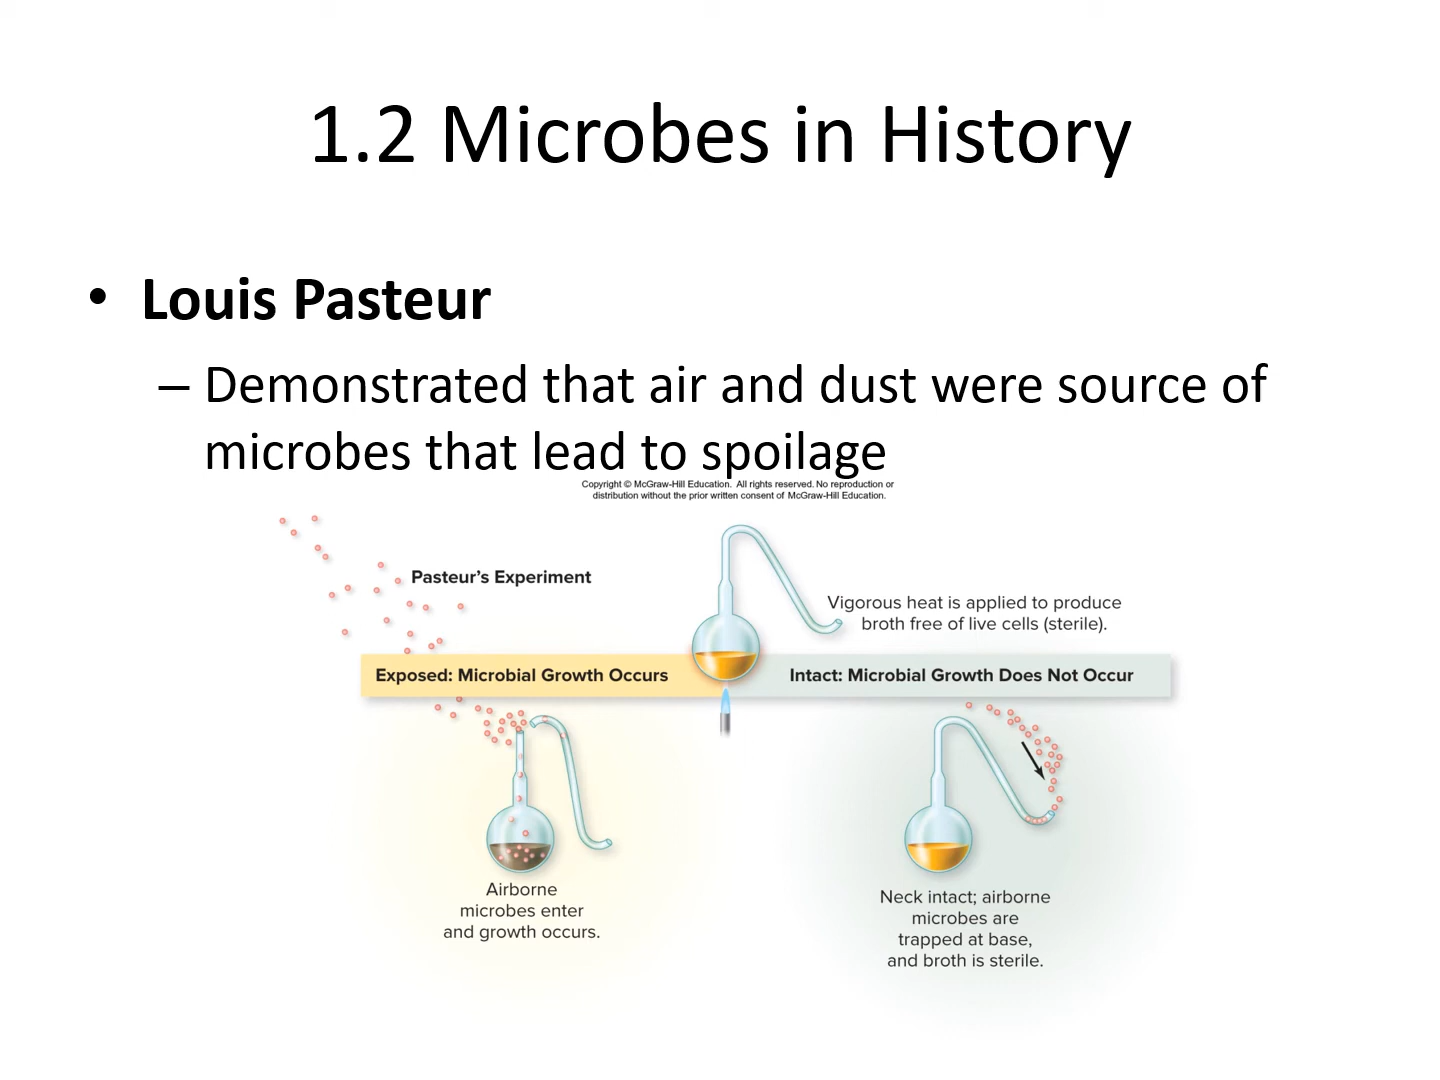 1.2 Microbes in History
• Louis Pasteur
– Demonstrated that air and dust were source of
microbes that lead to spoilage
Copyright © McGraw-Hill Education. All rights reserved. No reproduction or
distribution without the prior written consent of McGraw-Hill Education.
Pasteur’s Experiment
Vigorous heat is applied to produce
broth free of live cells (sterile).
Exposed: Microbial Growth Occurs
Intact: Microbial Growth Does Not Occur
Airborne
microbes enter
and growth occurs.
Neck intact; airborne
microbes are
trapped at base,
and broth is sterile.